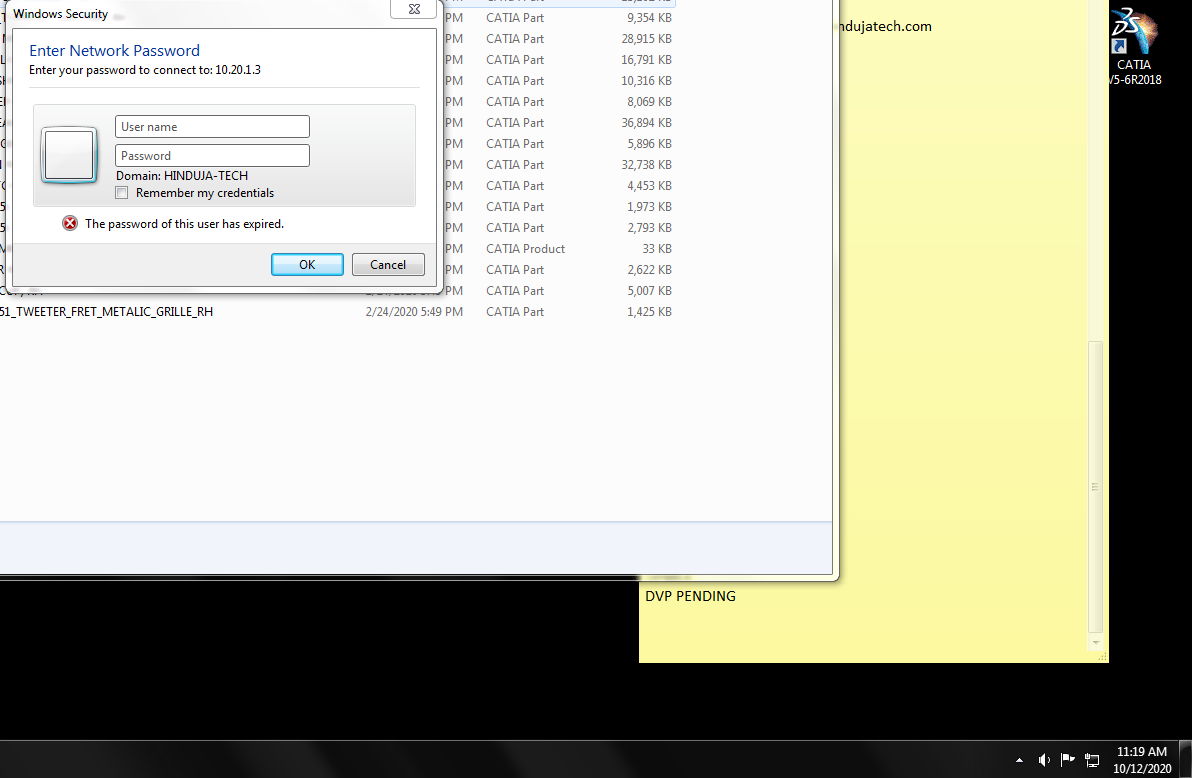 Windows Security
Enter Network Password
Enter your password to connect to: 10.20.1.3
User name
Password
Domain: HINDUJA-TECH
Remember my credentials
The password of this user has expired.
OK Cancel
PM CATIA Part 9,354 KB
PM CATIA Part 28,915 KB
PM CATIA Part 16,791 KB
PM CATIA Part 10,316 KB
PM CATIA Part 8,069 KB
PM CATIA Part 36,894 KB
PM CATIA Part 5,896 KB
PM CATIA Part 32,738 KB
PM CATIA Part 4,453 KB
PM CATIA Part 1,973 KB
PM CATIA Part 2,793 KB
PM CATIA Product 33 KB
PM CATIA Part 2,622 KB
PM CATIA Part 5,007 KB
51_TWEETER_FRET_METALIC_GRILLE_RH 2/24/2020 5:49 PM CATIA Part 1,425 KB
ndujatech.com
DVP PENDING
CATIA
V5-6R2018
11:19 AM
10/12/2020